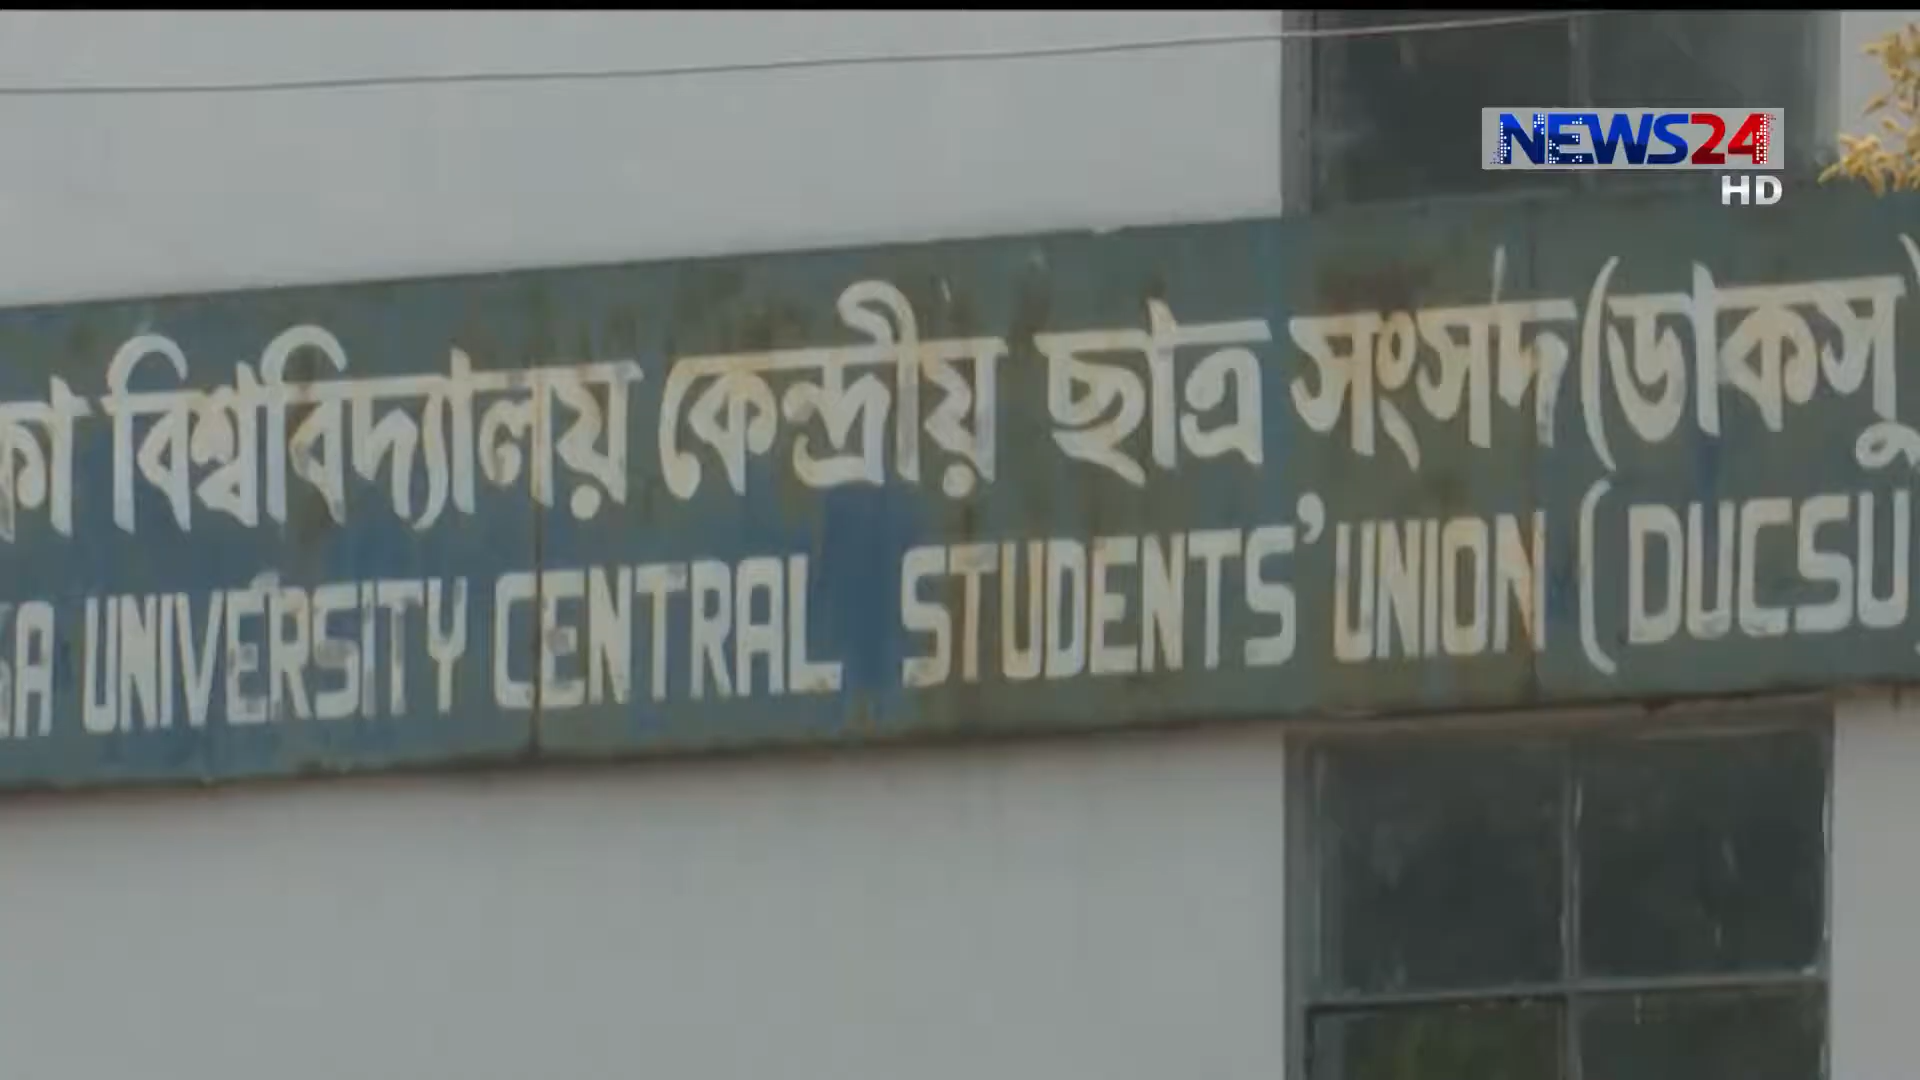 NEWS24
HD
কা বিশ্ববিদ্যালয় কেন্দ্রীয় ছাত্র সংসদ (ডাকসু)
A UNIVERSITY CENTRAL STUDENTS' UNION (DUCSU)